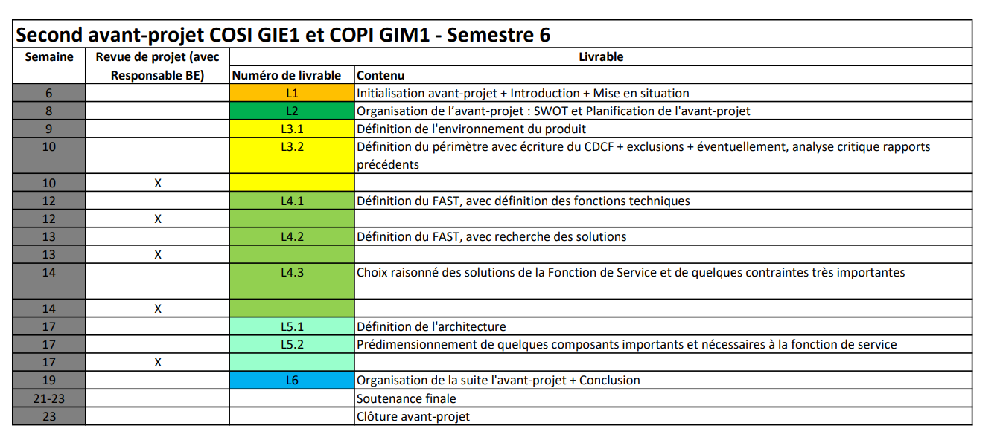 Second avant-projet COSI GIE1 et COPI GIM1 - Semestre 6
Semaine Revue de projet (avec Responsable BE) Livrable
Numéro de livrable Contenu
6 L1 Initialisation avant-projet + Introduction + Mise en situation
8 L2 Organisation de l’avant-projet : SWOT et Planification de l'avant-projet
9 L3.1 Définition de l'environnement du produit
10 L3.2 Définition du périmètre avec écriture du CDCF + exclusions + éventuellement, analyse critique rapports
précédents
10 X
12 L4.1 Définition du FAST, avec définition des fonctions techniques
12 X
13 L4.2 Définition du FAST, avec recherche des solutions
13 X
14 L4.3 Choix raisonné des solutions de la Fonction de Service et de quelques contraintes très importantes
14 X
17 L5.1 Définition de l'architecture
17 L5.2 Prédimensionnement de quelques composants importants et nécessaires à la fonction de service
17 X
19 L6 Organisation de la suite l'avant-projet + Conclusion
21-23 Soutenance finale
23 Clôture avant-projet